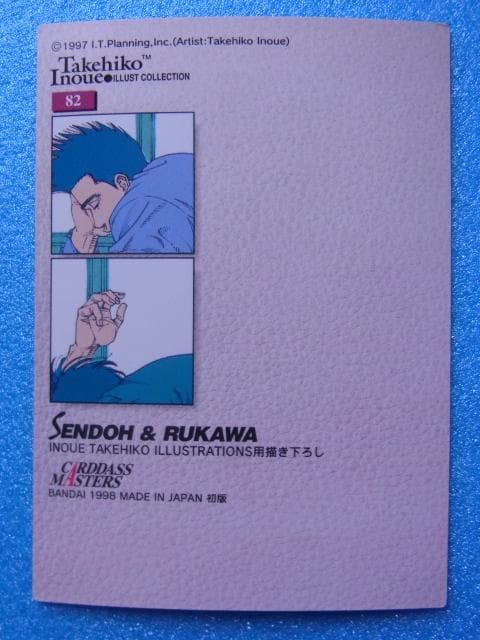 ©1997 I.T.Planning,Inc.(Artist:Takehiko Inoue)
Takehiko™
Inoue●ILLUST COLLECTION
82
SENDOH & RUKAWA
INOUE TAKEHIKO ILLUSTRATIONS用描き下ろし
CARDDASS
MASTERS
BANDAI 1998 MADE IN JAPAN 初版